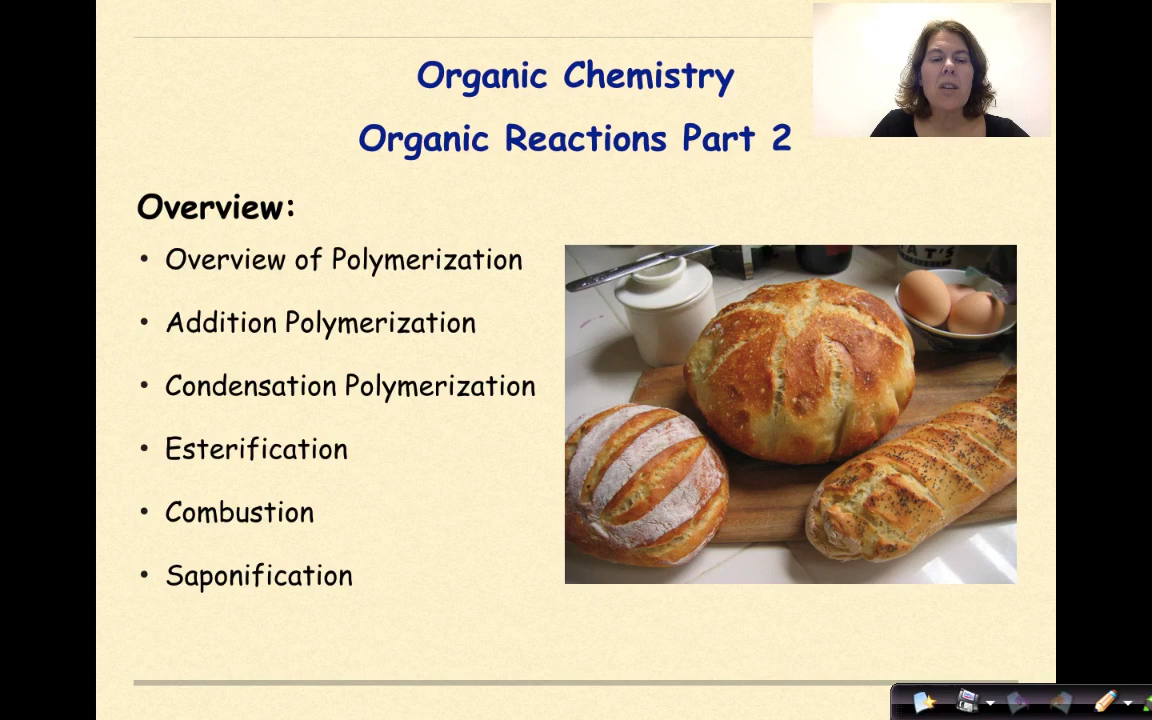 Organic Chemistry
Organic Reactions Part 2
Overview:
• Overview of Polymerization
• Addition Polymerization
• Condensation Polymerization
• Esterification
• Combustion
• Saponification